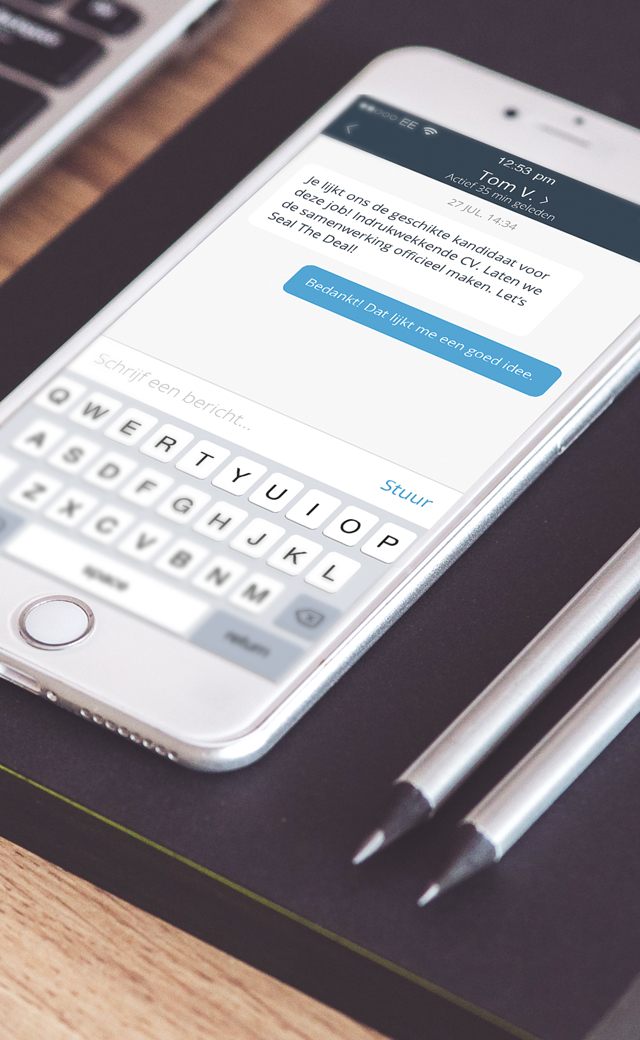 EE
12:53 pm
Tom V. >
Actief 35 min geleden
27 JUL 14:34
Je lijkt ons de geschikte kandidaat voor
deze job! Indrukwekkende CV. Laten we
de samenwerking officieel maken. Let's
Seal The Deal!
Bedankt! Dat lijkt me een goed idee.
Schrijf een bericht...
Stuur
Q W E R T Y U I O P
A S D F G H J K L
Z X C V B N M
space
return